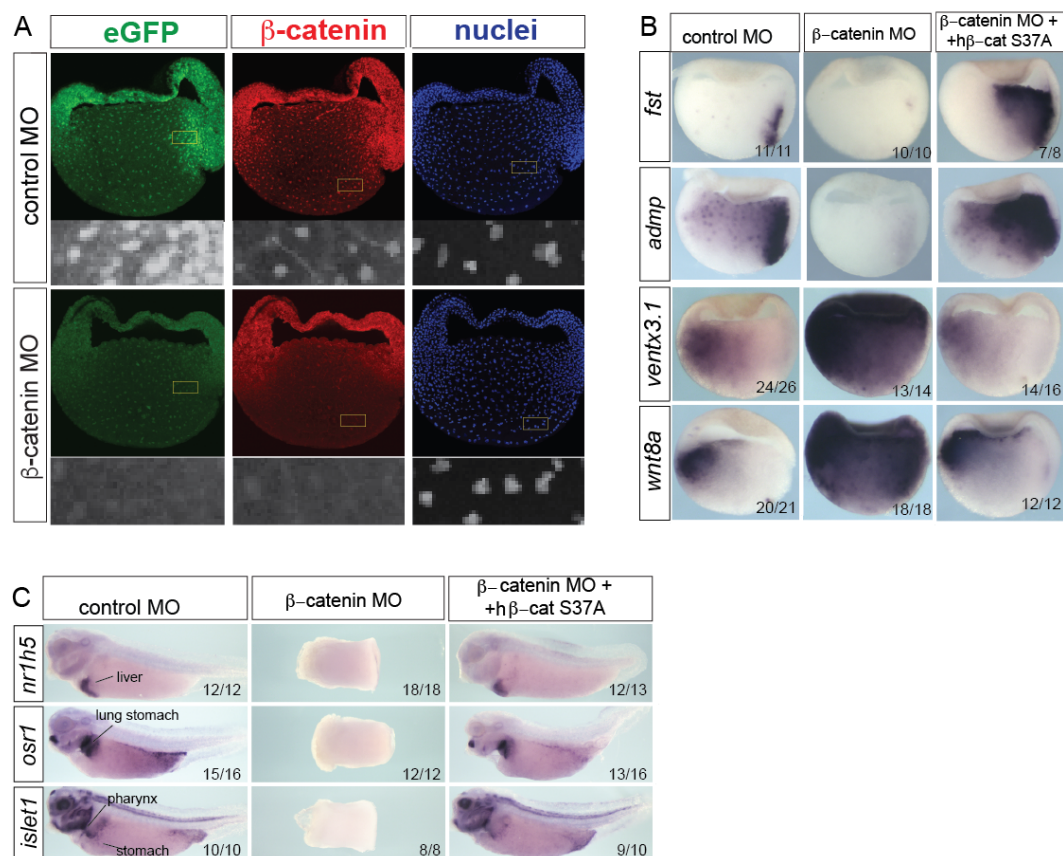 A
eGFP β-catenin nuclei
control MO
β-catenin MO
B
control MO β-catenin MO β-catenin MO +
+hβ-cat S37A
fst 11/11 10/10 7/8
admp
ventx3.1 24/26 13/14 14/16
wnt8a 20/21 18/18 12/12
C
control MO β-catenin MO β-catenin MO +
+hβ-cat S37A
nr1h5 liver 12/12 18/18 12/13
osr1 lung stomach 15/16 12/12 13/16
islet1 pharynx
stomach 10/10 8/8 9/10